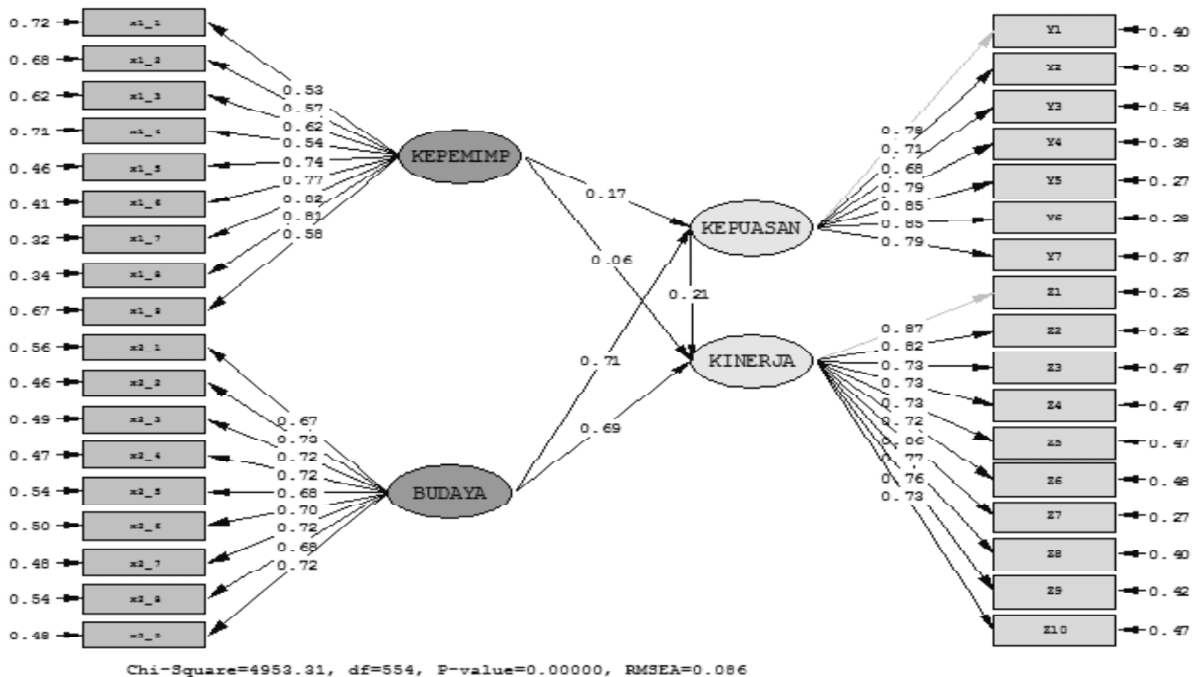 0.72 x1_1
0.68 x1_2
0.62 x1_3
0.71
0.46 x1_5
0.41 x1_6
0.32 x1_7
0.34 x1_8
0.67
0.56 x2_1
0.46 x2_2
0.49 x2_3
0.47 x2_4
0.54 x2_5
0.50 x2_6
0.48 x2_7
0.54 x2_8
0.48
0.53
0.57
0.62
0.54
0.74
0.77
0.81
0.58
KEPEMIMP
0.67
0.73
0.72
0.72
0.68
0.70
0.72
0.68
0.72
BUDAYA
0.17
0.06
0.21
0.71
0.69
KEPUASAN
KINERJA
0.71
0.68
0.79
0.85
0.85
0.79
0.87
0.82
0.73
0.73
0.73
0.72
0.77
0.76
0.73
Y1 0.40
Y2 0.50
Y3 0.54
Y4 0.38
Y5 0.27
Y6 0.28
Y7 0.37
Z1 0.25
Z2 0.32
Z3 0.47
Z4 0.47
Z5 0.47
Z6 0.48
Z7 0.27
Z8 0.40
Z9 0.42
Z10 0.47
Chi-Square=4953.31, df=554, P-value=0.00000, RMSEA=0.086